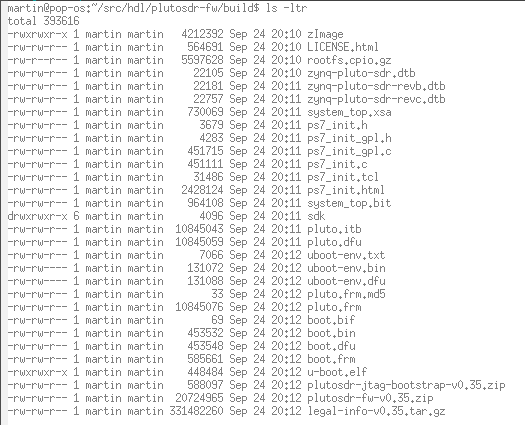 martin@pop-os:~/src/hdl/plutosdr-fw/build$ ls -ltr
total 393616
-rwxrwxr-x 1 martin martin   4212392 Sep 24 20:10 zImage
-rw-rw-r-- 1 martin martin    564691 Sep 24 20:10 LICENSE.html
-rw-rw-r-- 1 martin martin   5597628 Sep 24 20:10 rootfs.cpio.gz
-rw-rw-r-- 1 martin martin     22105 Sep 24 20:10 zynq-pluto-sdr.dtb
-rw-rw-r-- 1 martin martin     22181 Sep 24 20:11 zynq-pluto-sdr-revb.dtb
-rw-rw-r-- 1 martin martin     22757 Sep 24 20:11 zynq-pluto-sdr-revc.dtb
-rw-rw-r-- 1 martin martin    730069 Sep 24 20:11 system_top.xsa
-rw-rw-r-- 1 martin martin      3679 Sep 24 20:11 ps7_init.h
-rw-rw-r-- 1 martin martin      4283 Sep 24 20:11 ps7_init_gpl.h
-rw-rw-r-- 1 martin martin    451715 Sep 24 20:11 ps7_init_gpl.c
-rw-rw-r-- 1 martin martin    451111 Sep 24 20:11 ps7_init.c
-rw-rw-r-- 1 martin martin     31486 Sep 24 20:11 ps7_init.tcl
-rw-rw-r-- 1 martin martin   2428124 Sep 24 20:11 ps7_init.html
-rw-rw-r-- 1 martin martin    964108 Sep 24 20:11 system_top.bit
drwxrwxr-x 6 martin martin      4096 Sep 24 20:11 sdk
-rw-rw-r-- 1 martin martin  10845043 Sep 24 20:11 pluto.itb
-rw-rw-r-- 1 martin martin  10845059 Sep 24 20:11 pluto.dfu
-rw-rw-r-- 1 martin martin      7066 Sep 24 20:12 uboot-env.txt
-rw-rw-r-- 1 martin martin    131072 Sep 24 20:12 uboot-env.bin
-rw-rw---- 1 martin martin    131088 Sep 24 20:12 uboot-env.dfu
-rw-rw-r-- 1 martin martin        33 Sep 24 20:12 pluto.frm.md5
-rw-rw-r-- 1 martin martin  10845076 Sep 24 20:12 pluto.frm
-rw-rw-r-- 1 martin martin        69 Sep 24 20:12 boot.bif
-rw-rw-r-- 1 martin martin    453532 Sep 24 20:12 boot.bin
-rw-rw-r-- 1 martin martin    453548 Sep 24 20:12 boot.dfu
-rw-rw-r-- 1 martin martin    585661 Sep 24 20:12 boot.frm
-rwxrwxr-x 1 martin martin    448484 Sep 24 20:12 u-boot.elf
-rw-rw-r-- 1 martin martin    588097 Sep 24 20:12 plutosdr-jtag-bootstrap-v0.35.zip
-rw-rw-r-- 1 martin martin  20724965 Sep 24 20:12 plutosdr-fw-v0.35.zip
-rw-rw-r-- 1 martin martin 331482260 Sep 24 20:12 legal-info-v0.35.tar.gz